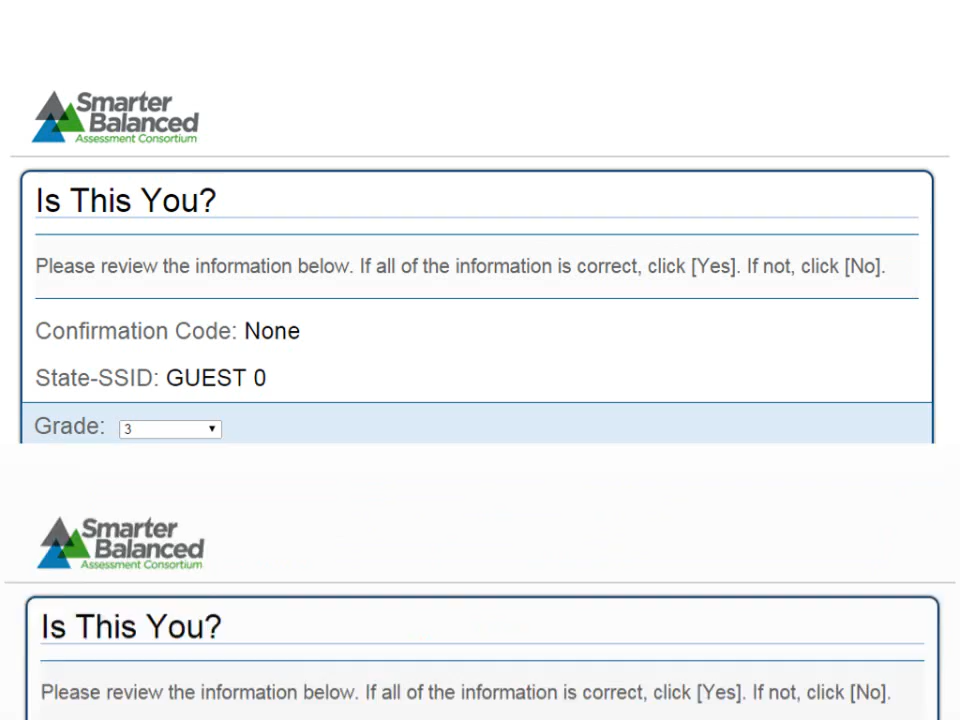 Smarter
Balanced
Assessment Consortium
Is This You?
Please review the information below. If all of the information is correct, click [Yes]. If not, click [No].
Confirmation Code: None
State-SSID: GUEST 0
Grade: 3
Smarter
Balanced
Assessment Consortium
Is This You?
Please review the information below. If all of the information is correct, click [Yes]. If not, click [No].